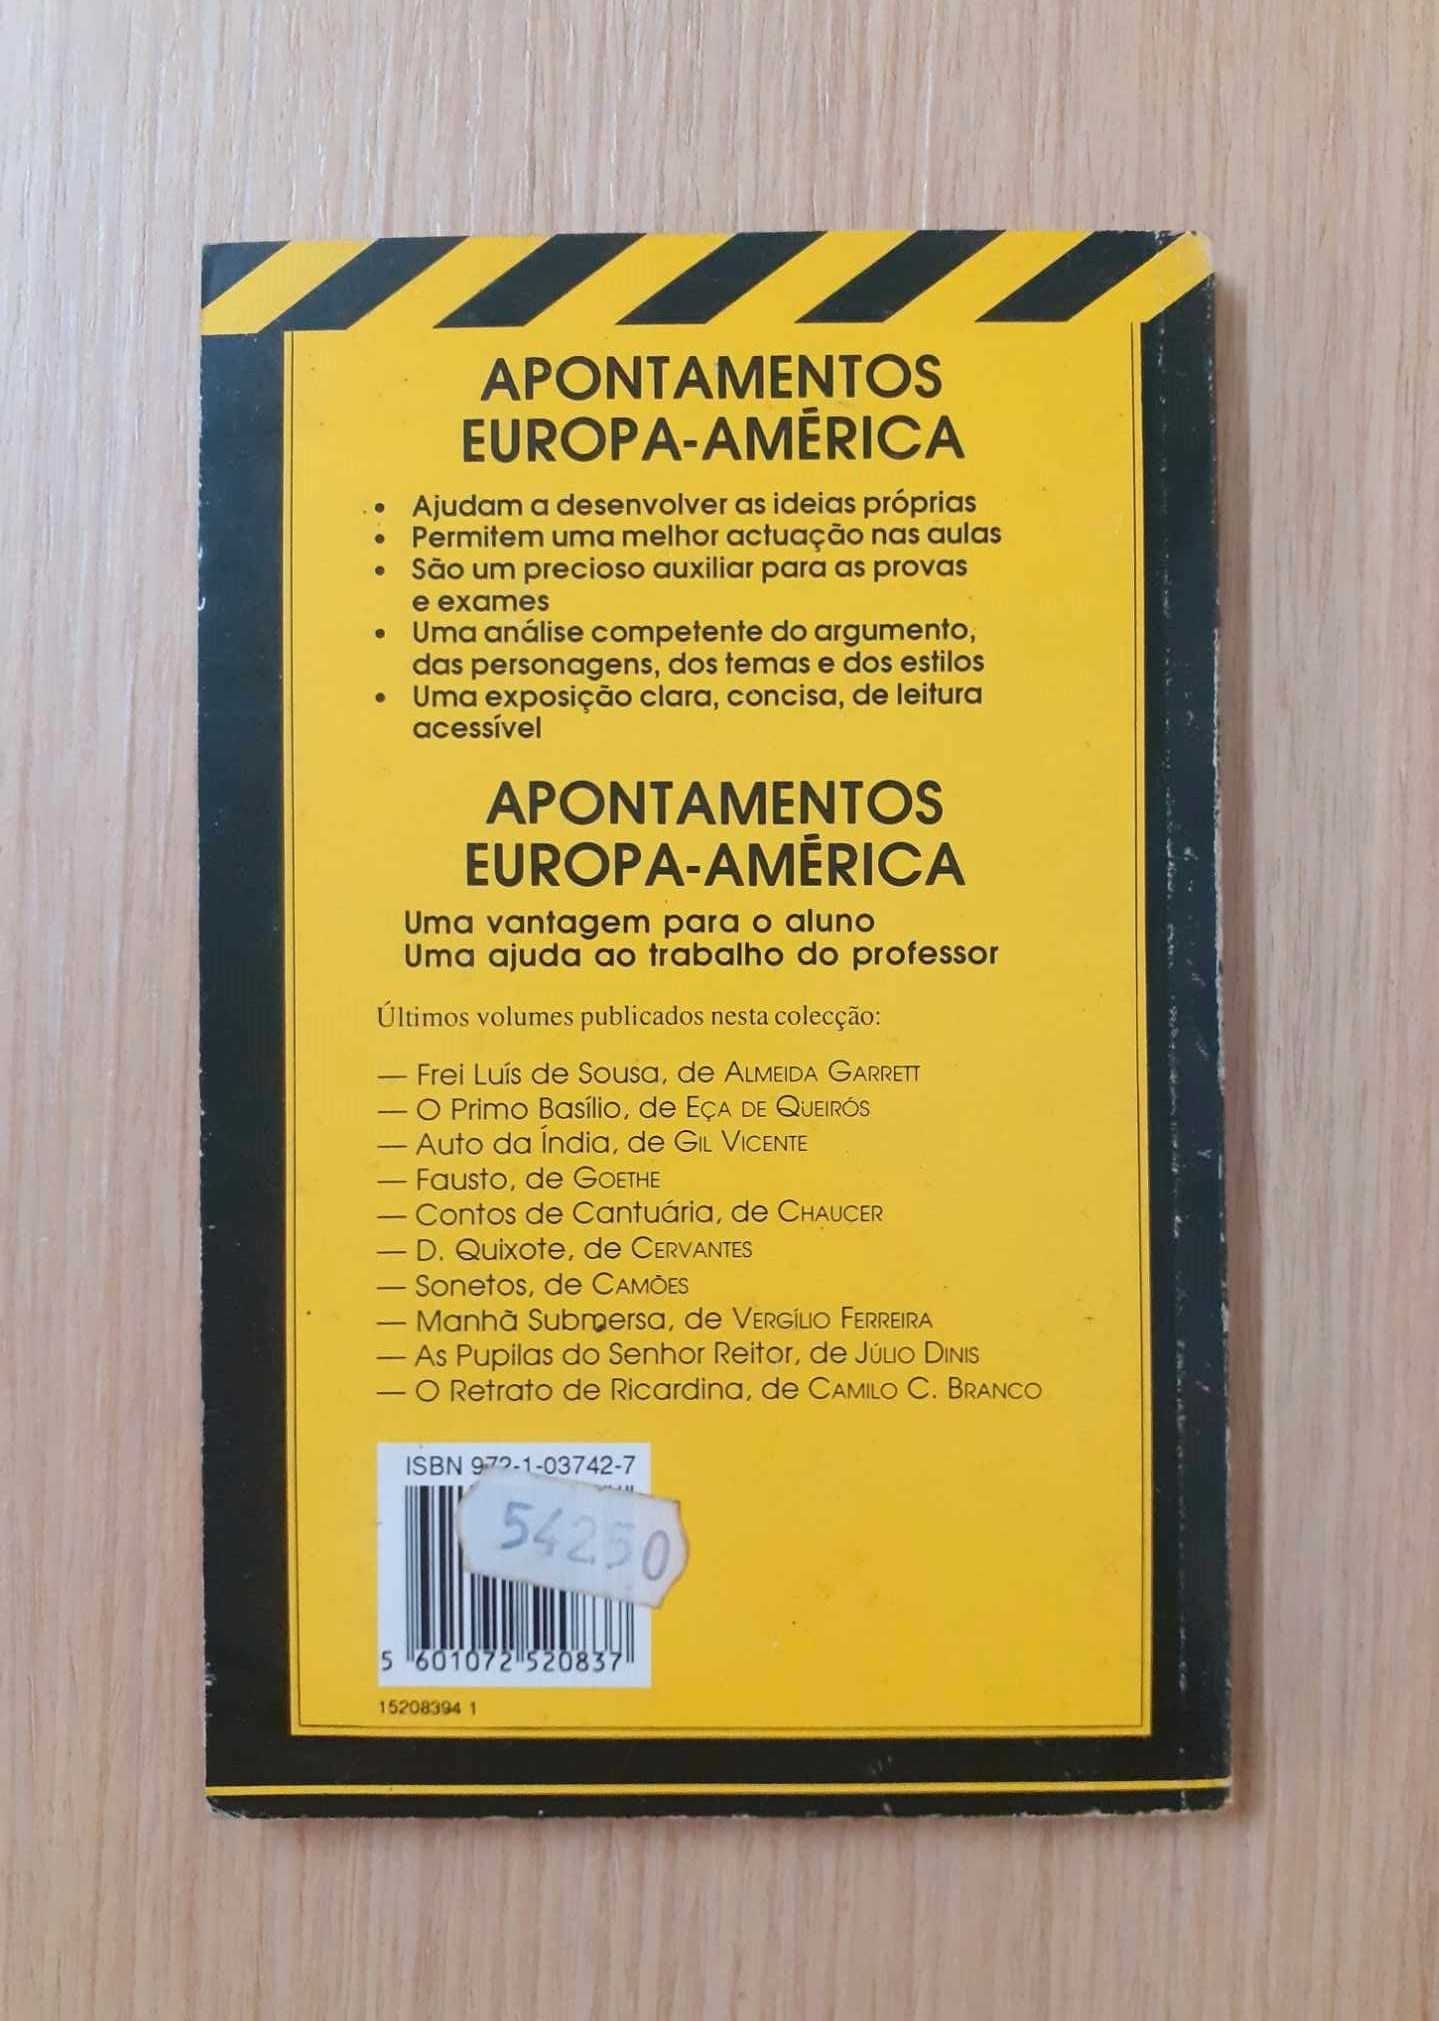 APONTAMENTOS
EUROPA-AMÉRICA
• Ajudam a desenvolver as ideias próprias
• Permitem uma melhor actuação nas aulas
• São um precioso auxiliar para as provas
e exames
• Uma análise competente do argumento,
das personagens, dos temas e dos estilos
• Uma exposição clara, concisa, de leitura
acessível
APONTAMENTOS
EUROPA-AMÉRICA
Uma vantagem para o aluno
Uma ajuda ao trabalho do professor
Últimos volumes publicados nesta colecção:
— Frei Luís de Sousa, de ALMEIDA GARRETT
— O Primo Basílio, de EÇA DE QUEIRÓS
— Auto da Índia, de GIL VICENTE
— Fausto, de GOETHE
— Contos de Cantuária, de CHAUCER
— D. Quixote, de CERVANTES
— Sonetos, de CAMÕES
— Manhã Submersa, de VERGÍLIO FERREIRA
— As Pupilas do Senhor Reitor, de JÚLIO DINIS
— O Retrato de Ricardina, de CAMILO C. BRANCO
ISBN 972-1-03742-7
54250
5 601072 520837
15208394 1